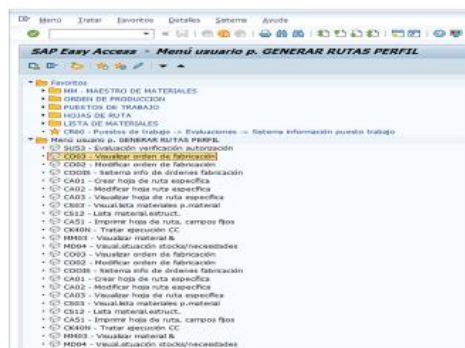 Menú Tratar Favoritos Detalles Sistema Ayuda
SAP Easy Access - Menú usuario p. GENERAR RUTAS PERFIL
Favoritos
MM - MAESTRO DE MATERIALES
ORDEN DE PRODUCCION
PUESTOS DE TRABAJO
HOJAS DE RUTA
LISTA DE MATERIALES
CR60 - Puestos de trabajo -> Evaluaciones -> Sistema información puesto trabajo
Menú usuario p. GENERAR RUTAS PERFIL
SU53 - Evaluación verificación autorización
CO03 - Visualizar orden de fabricación
CO02 - Modificar orden de fabricación
COOIS - Sistema info de órdenes fabricación
CA01 - Crear hoja de ruta específica
CA02 - Modificar hoja ruta específica
CA03 - Visualizar hoja de ruta específica
CS03 - Visual.lista materiales p.material
CS12 - Lista material.estruct.
CA51 - Imprimir hoja de ruta, campos fijos
CK40N - Tratar ejecución CC
MM03 - Visualizar material &
MD04 - Visual.situación stocks/necesidades
CO03 - Visualizar orden de fabricación
CO02 - Modificar orden de fabricación
COOIS - Sistema info de órdenes fabricación
CA01 - Crear hoja de ruta específica
CA02 - Modificar hoja ruta específica
CA03 - Visualizar hoja de ruta específica
CS03 - Visual.lista materiales p.material
CS12 - Lista material.estruct.
CA51 - Imprimir hoja de ruta, campos fijos
CK40N - Tratar ejecución CC
MM03 - Visualizar material &
MD04 - Visual.situación stocks/necesidades